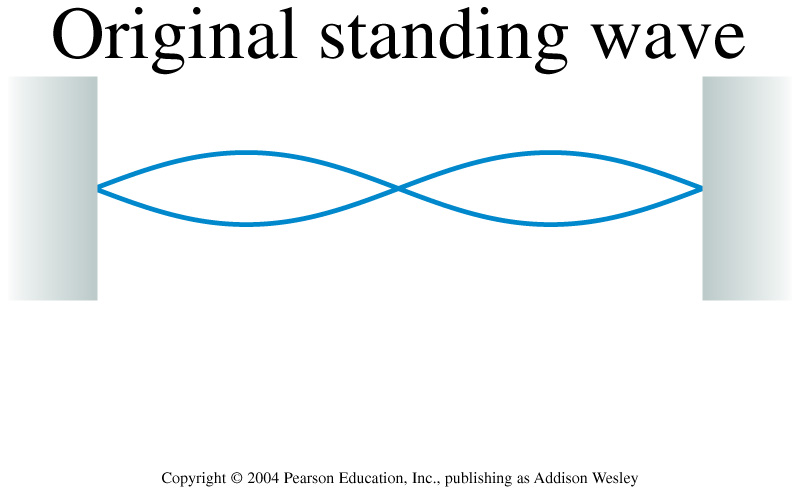 Original standing wave
Copyright © 2004 Pearson Education, Inc., publishing as Addison Wesley